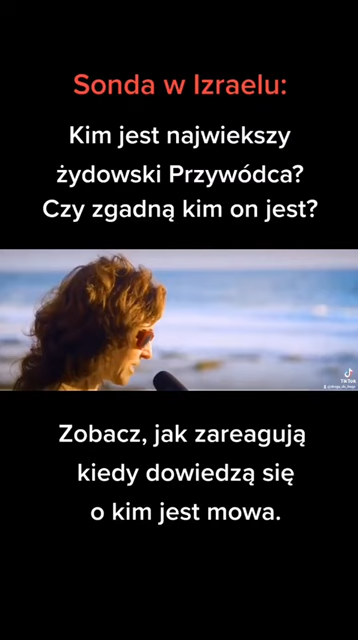 Sonda w Izraelu:
Kim jest najwiekszy
żydowski Przywódca?
Czy zgadną kim on jest?
TikTok
Zobacz, jak zareagują
kiedy dowiedzą się
o kim jest mowa.